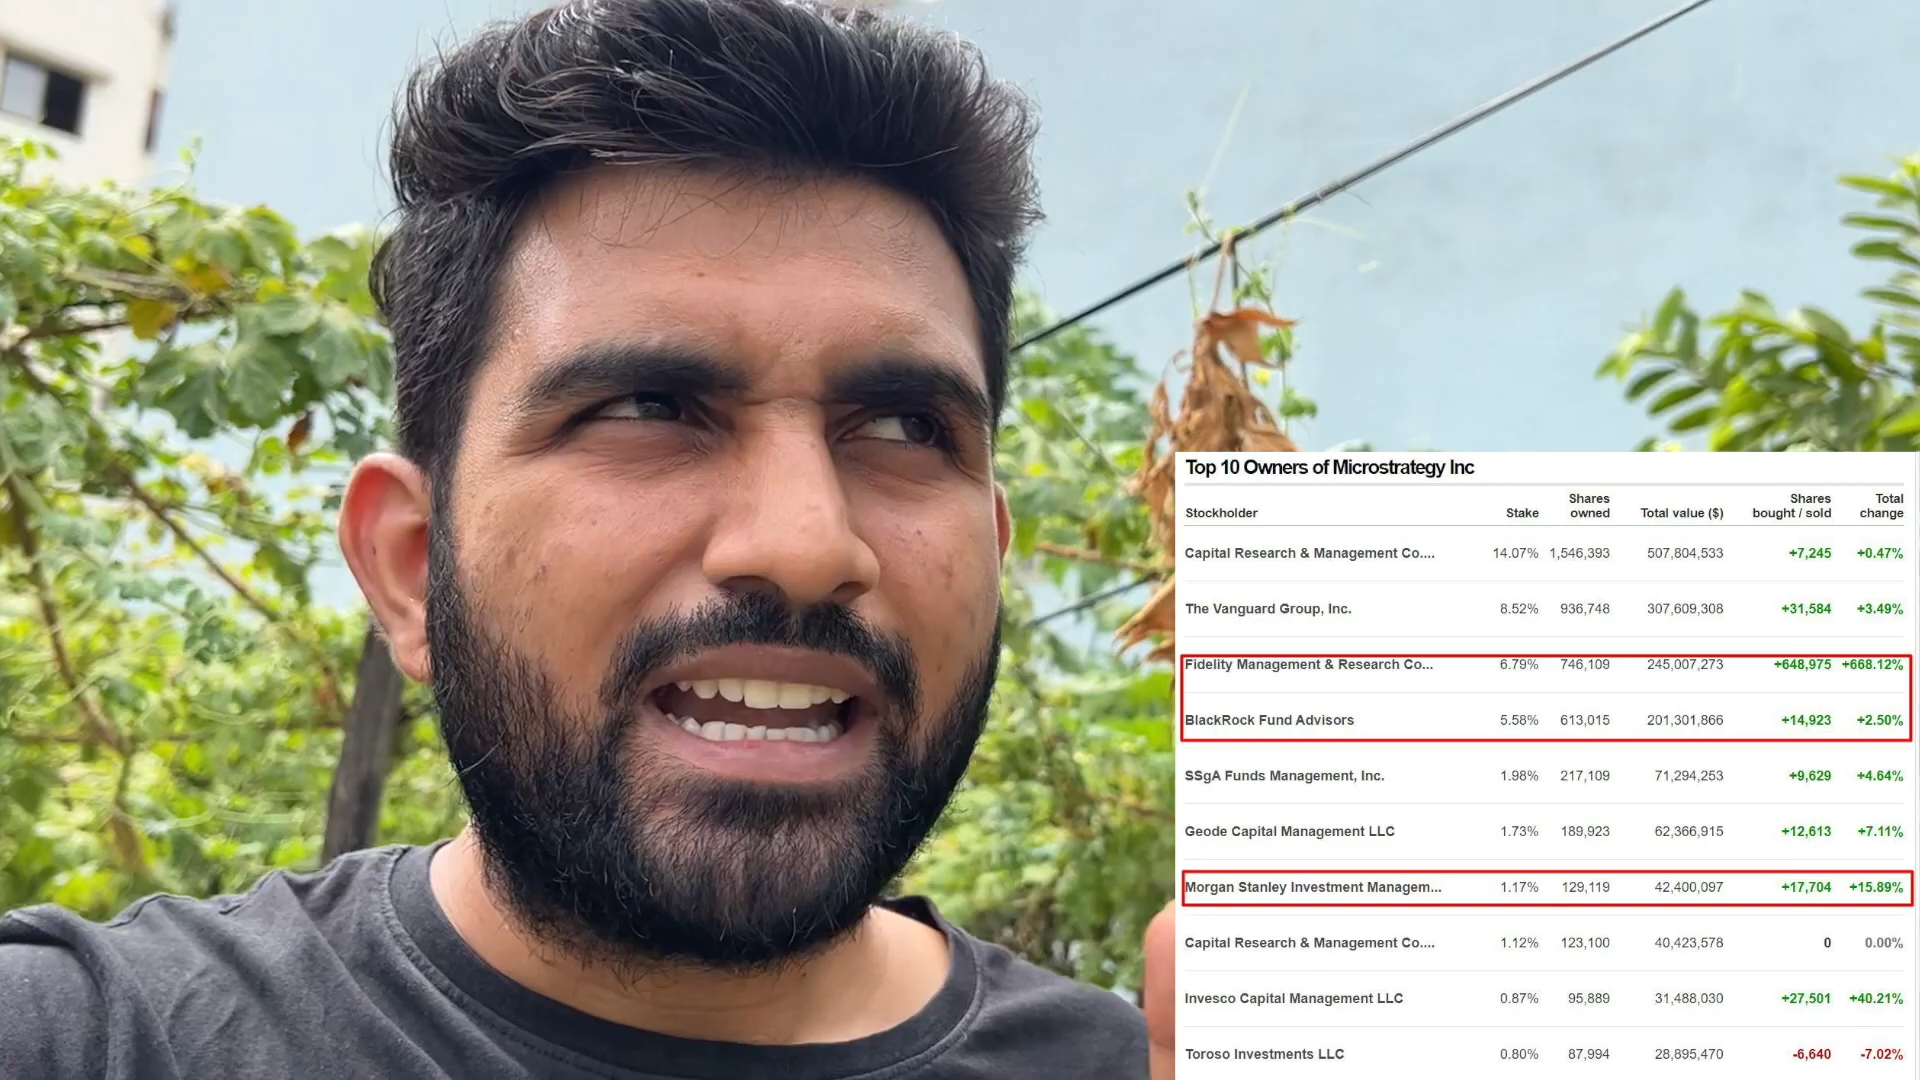 Top 10 Owners of Microstrategy Inc
Stockholder Stake Shares owned Total value ($) Shares bought / sold Total change
Capital Research & Management Co.... 14.07% 1,546,393 507,804,533 +7,245 +0.47%
The Vanguard Group, Inc. 8.52% 936,748 307,609,308 +31,584 +3.49%
Fidelity Management & Research Co... 6.79% 746,109 245,007,273 +648,975 +668.12%
BlackRock Fund Advisors 5.58% 613,015 201,301,866 +14,923 +2.50%
SSgA Funds Management, Inc. 1.98% 217,109 71,294,253 +9,629 +4.64%
Geode Capital Management LLC 1.73% 189,923 62,366,915 +12,613 +7.11%
Morgan Stanley Investment Managem... 1.17% 129,119 42,400,097 +17,704 +15.89%
Capital Research & Management Co.... 1.12% 123,100 40,423,578 0 0.00%
Invesco Capital Management LLC 0.87% 95,889 31,488,030 +27,501 +40.21%
Toroso Investments LLC 0.80% 87,994 28,895,470 -6,640 -7.02%